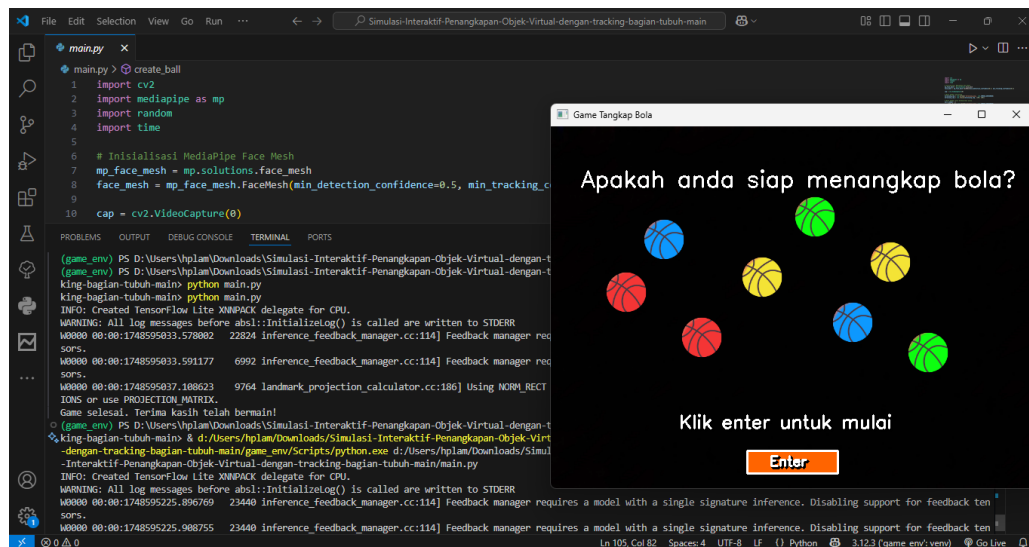 File Edit Selection View Go Run ··· ← → Simulasi-Interaktif-Penangkapan-Objek-Virtual-dengan-tracking-bagian-tubuh-main
main.py ×
main.py > create_ball
1 import cv2
2 import mediapipe as mp
3 import random
4 import time
5
6 # Inisialisasi MediaPipe Face Mesh
7 mp_face_mesh = mp.solutions.face_mesh
8 face_mesh = mp_face_mesh.FaceMesh(min_detection_confidence=0.5, min_tracking_c
9
10 cap = cv2.VideoCapture(0)
PROBLEMS OUTPUT DEBUG CONSOLE TERMINAL PORTS
(game_env) PS D:\Users\hplam\Downloads\Simulasi-Interaktif-Penangkapan-Objek-Virtual-dengan-t
(game_env) PS D:\Users\hplam\Downloads\Simulasi-Interaktif-Penangkapan-Objek-Virtual-dengan-t
king-bagian-tubuh-main> python main.py
king-bagian-tubuh-main> python main.py
INFO: Created TensorFlow Lite XNNPACK delegate for CPU.
WARNING: All log messages before absl::InitializeLog() is called are written to STDERR
W0000 00:00:1748595033.578002 22824 inference_feedback_manager.cc:114] Feedback manager req
sors.
W0000 00:00:1748595033.591177 6992 inference_feedback_manager.cc:114] Feedback manager req
sors.
W0000 00:00:1748595037.108623 9764 landmark_projection_calculator.cc:186] Using NORM_RECT
IONS or use PROJECTION_MATRIX.
Game selesai. Terima kasih telah bermain!
(game_env) PS D:\Users\hplam\Downloads\Simulasi-Interaktif-Penangkapan-Objek-Virtual-dengan-t
king-bagian-tubuh-main> & d:/Users/hplam/Downloads/Simulasi-Interaktif-Penangkapan-Objek-Virt
-dengan-tracking-bagian-tubuh-main/game_env/Scripts/python.exe d:/Users/hplam/Downloads/Simul
-Interaktif-Penangkapan-Objek-Virtual-dengan-tracking-bagian-tubuh-main/main.py
INFO: Created TensorFlow Lite XNNPACK delegate for CPU.
WARNING: All log messages before absl::InitializeLog() is called are written to STDERR
W0000 00:00:1748595225.896769 23440 inference_feedback_manager.cc:114] Feedback manager requires a model with a single signature inference. Disabling support for feedback ten
sors.
W0000 00:00:1748595225.908755 23440 inference_feedback_manager.cc:114] Feedback manager requires a model with a single signature inference. Disabling support for feedback ten
Game Tangkap Bola
Apakah anda siap menangkap bola?
Klik enter untuk mulai
Enter
0 0 0 Ln 105, Col 82 Spaces: 4 UTF-8 LF {} Python 3.12.3 ('game_env': venv) Go Live